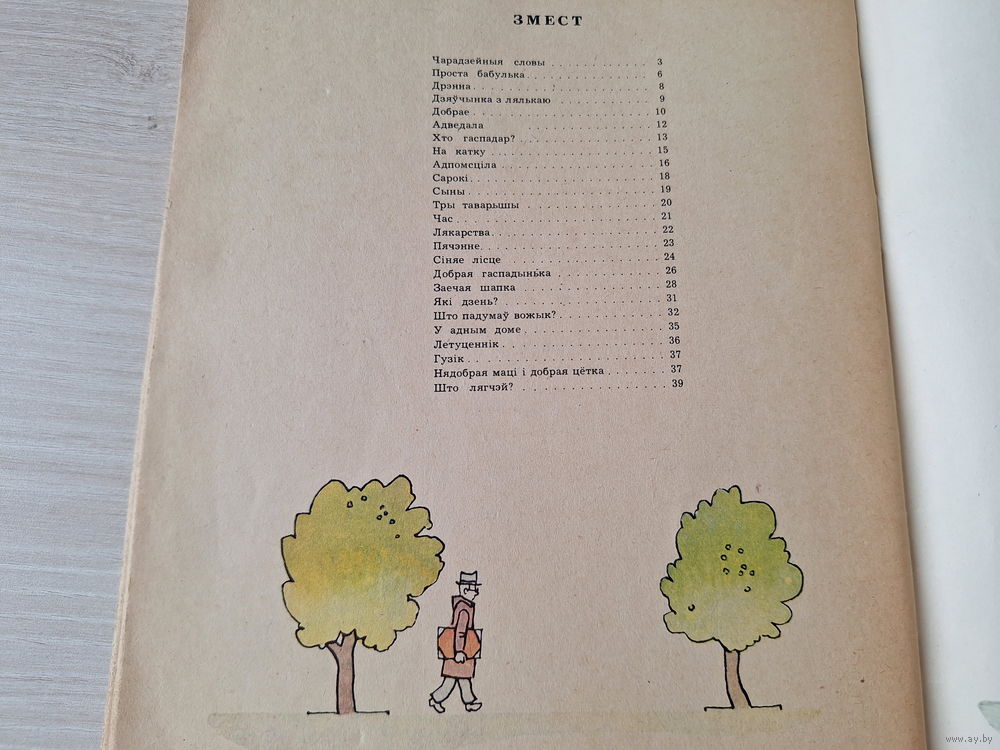 ЗМЕСТ
Чарадзейныя словы . . . . . . . . . . . 3
Проста бабулька . . . . . . . . . . . . . 6
Дрэнна . . . . . . . . . . . . . . . . . . . 8
Дзяўчынка з лялькаю . . . . . . . . . . 9
Добрае . . . . . . . . . . . . . . . . . . . 10
Адведала . . . . . . . . . . . . . . . . . 12
Хто гаспадар? . . . . . . . . . . . . . . 13
На катку . . . . . . . . . . . . . . . . . . 15
Адпомсціла . . . . . . . . . . . . . . . . 16
Сарокі . . . . . . . . . . . . . . . . . . . 18
Сыны . . . . . . . . . . . . . . . . . . . . 19
Тры таварышы . . . . . . . . . . . . . . 20
Час . . . . . . . . . . . . . . . . . . . . . 21
Лякарства . . . . . . . . . . . . . . . . . 22
Пячэнне . . . . . . . . . . . . . . . . . . 23
Сіняе лісце . . . . . . . . . . . . . . . . 24
Добрая гаспадынька . . . . . . . . . . 26
Заечая шапка . . . . . . . . . . . . . . 28
Які дзень? . . . . . . . . . . . . . . . . 31
Што падумаў вожык? . . . . . . . . . . 32
У адным доме . . . . . . . . . . . . . . 35
Летуценнік . . . . . . . . . . . . . . . . 36
Гузік . . . . . . . . . . . . . . . . . . . . 37
Нядобрая маці і добрая цётка . . . . . . 37
Што лягчэй? . . . . . . . . . . . . . . . 39
www.ay.by